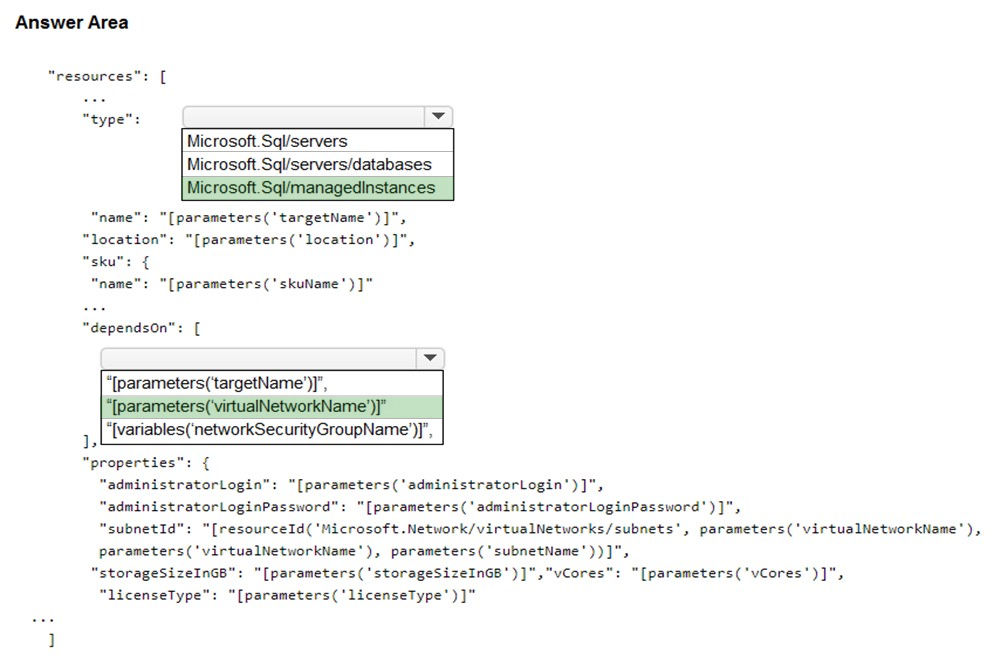 Answer Area
"resources": [
...
"type":
Microsoft.Sql/servers
Microsoft.Sql/servers/databases
Microsoft.Sql/managedInstances
"name": "[parameters('targetName')]",
"location": "[parameters('location')]",
"sku": {
"name": "[parameters('skuName')]"
...
"dependsOn": [
“[parameters(‘targetName’)]”,
“[parameters(‘virtualNetworkName’)]”
“[variables(‘networkSecurityGroupName’)]”,
],
"properties": {
"administratorLogin": "[parameters('administratorLogin')]",
"administratorLoginPassword": "[parameters('administratorLoginPassword')]",
"subnetId": "[resourceId('Microsoft.Network/virtualNetworks/subnets', parameters('virtualNetworkName'),
parameters('virtualNetworkName'), parameters('subnetName'))]",
"storageSizeInGB": "[parameters('storageSizeInGB')]","vCores": "[parameters('vCores')]",
"licenseType": "[parameters('licenseType')]"
...
]